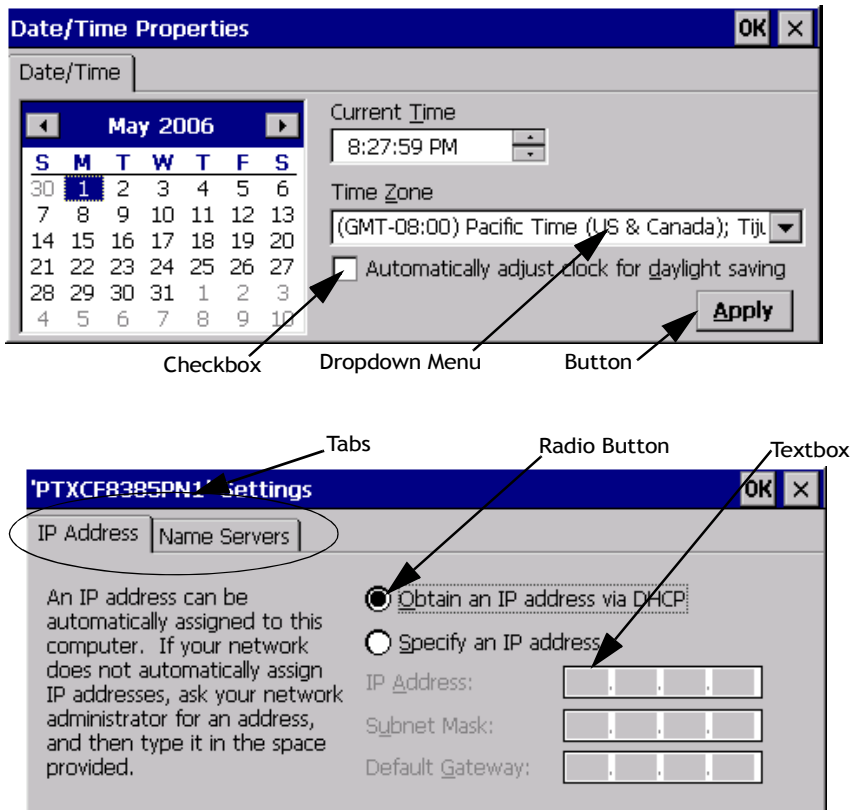 Date/Time Properties OK
Date/Time
May 2006
S M T W T F S
30 1 2 3 4 5 6
7 8 9 10 11 12 13
14 15 16 17 18 19 20
21 22 23 24 25 26 27
28 29 30 31 1 2 3
4 5 6 7 8 9 10
Current Time
8:27:59 PM
Time Zone
(GMT-08:00) Pacific Time (US & Canada); Tiju
Automatically adjust clock for daylight saving
Apply
Checkbox
Dropdown Menu
Button
Tabs
Radio Button
Textbox
'PTXCF8385PN1' Settings OK
IP Address
Name Servers
An IP address can be
automatically assigned to this
computer. If your network
does not automatically assign
IP addresses, ask your network
administrator for an address,
and then type it in the space
provided.
Obtain an IP address via DHCP
Specify an IP address
IP Address: . . .
Subnet Mask: . . .
Default Gateway: . . .